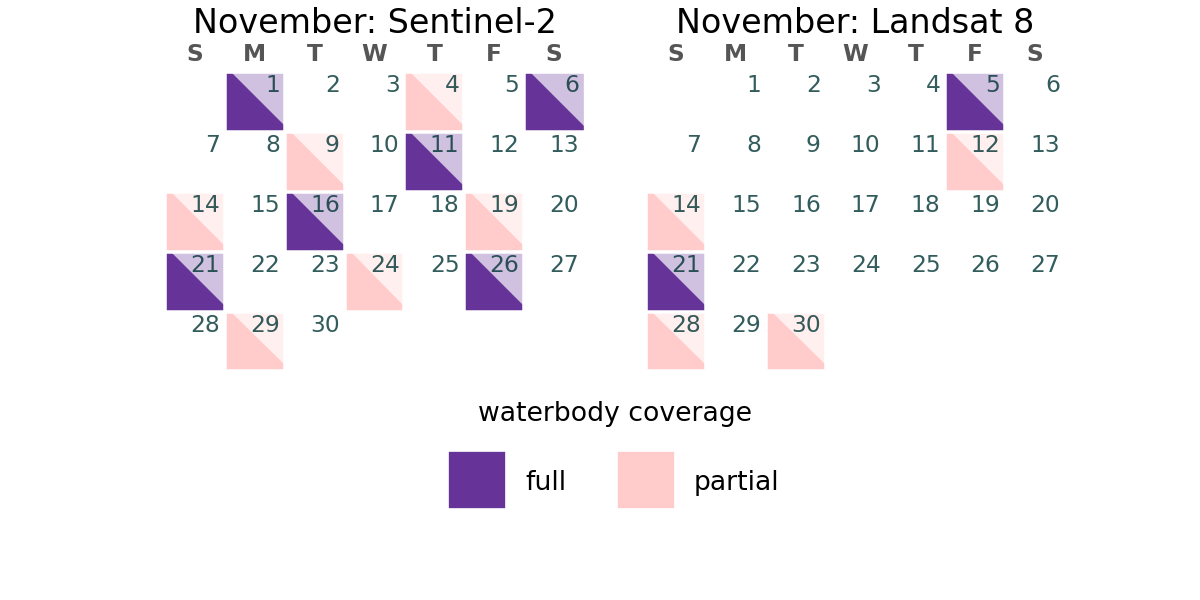 November: Sentinel-2
S M T W T F S
1 2 3 4 5 6
7 8 9 10 11 12 13
14 15 16 17 18 19 20
21 22 23 24 25 26 27
28 29 30
November: Landsat 8
S M T W T F S
1 2 3 4 5 6
7 8 9 10 11 12 13
14 15 16 17 18 19 20
21 22 23 24 25 26 27
28 29 30
waterbody coverage
full
partial